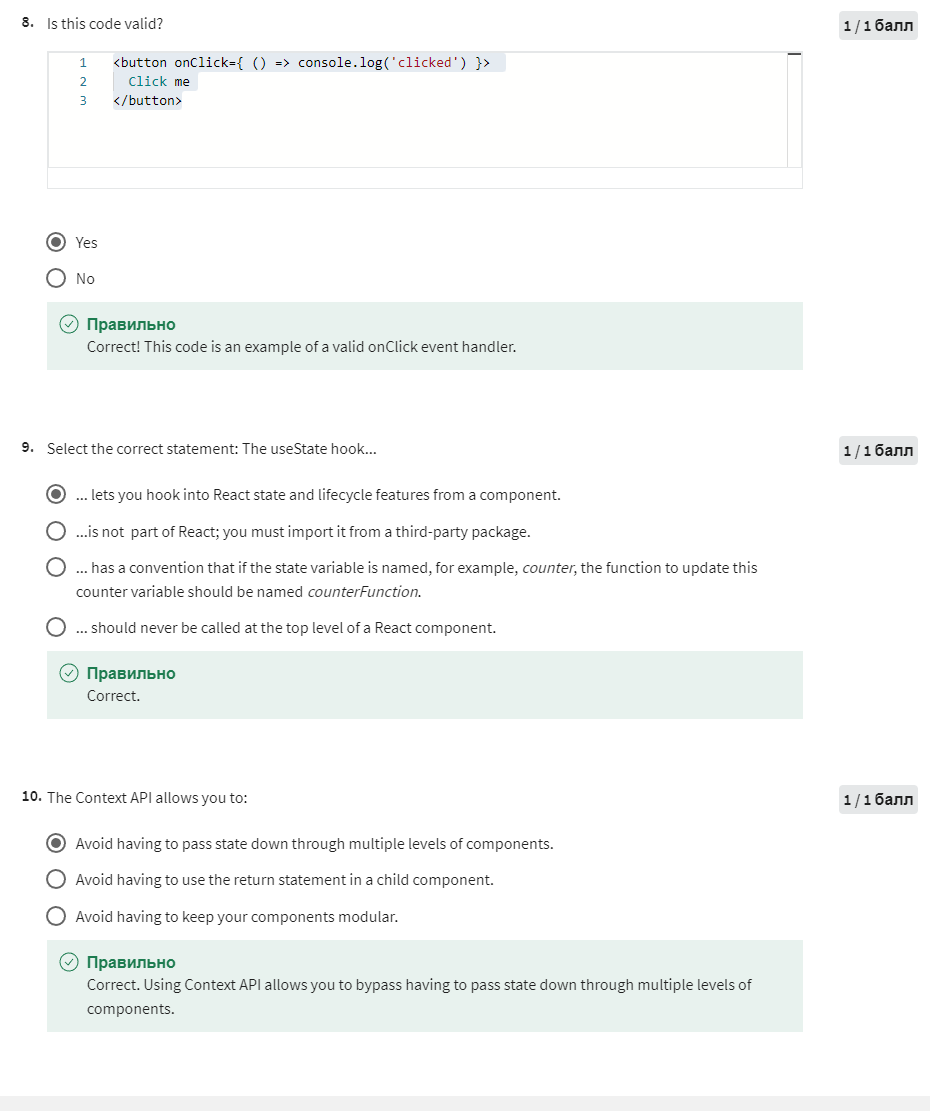 8. Is this code valid?
1 / 1 балл
1 <button onClick={ () => console.log('clicked') }>
2 Click me
3 </button>
Yes
No
Правильно
Correct! This code is an example of a valid onClick event handler.
9. Select the correct statement: The useState hook...
1 / 1 балл
... lets you hook into React state and lifecycle features from a component.
...is not part of React; you must import it from a third-party package.
... has a convention that if the state variable is named, for example, counter, the function to update this
counter variable should be named counterFunction.
... should never be called at the top level of a React component.
Правильно
Correct.
10. The Context API allows you to:
1 / 1 балл
Avoid having to pass state down through multiple levels of components.
Avoid having to use the return statement in a child component.
Avoid having to keep your components modular.
Правильно
Correct. Using Context API allows you to bypass having to pass state down through multiple levels of
components.